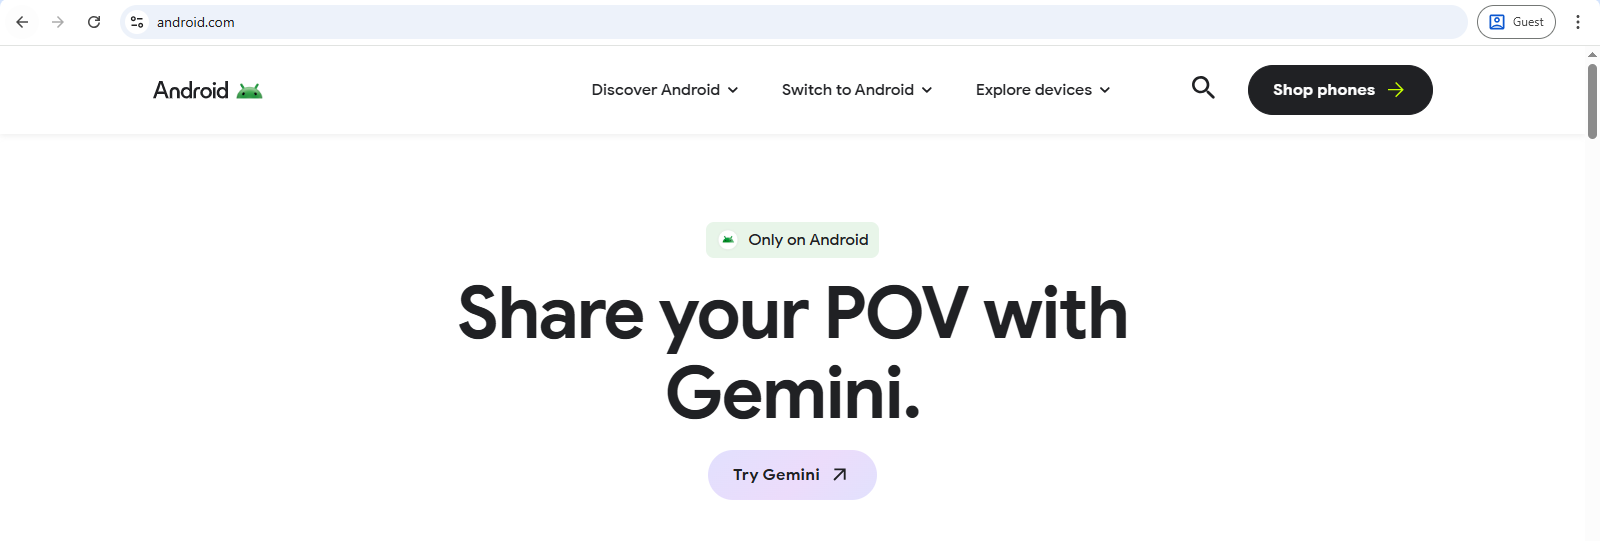 android.com
Guest
Android
Discover Android
Switch to Android
Explore devices
Shop phones
Only on Android
Share your POV with
Gemini.
Try Gemini